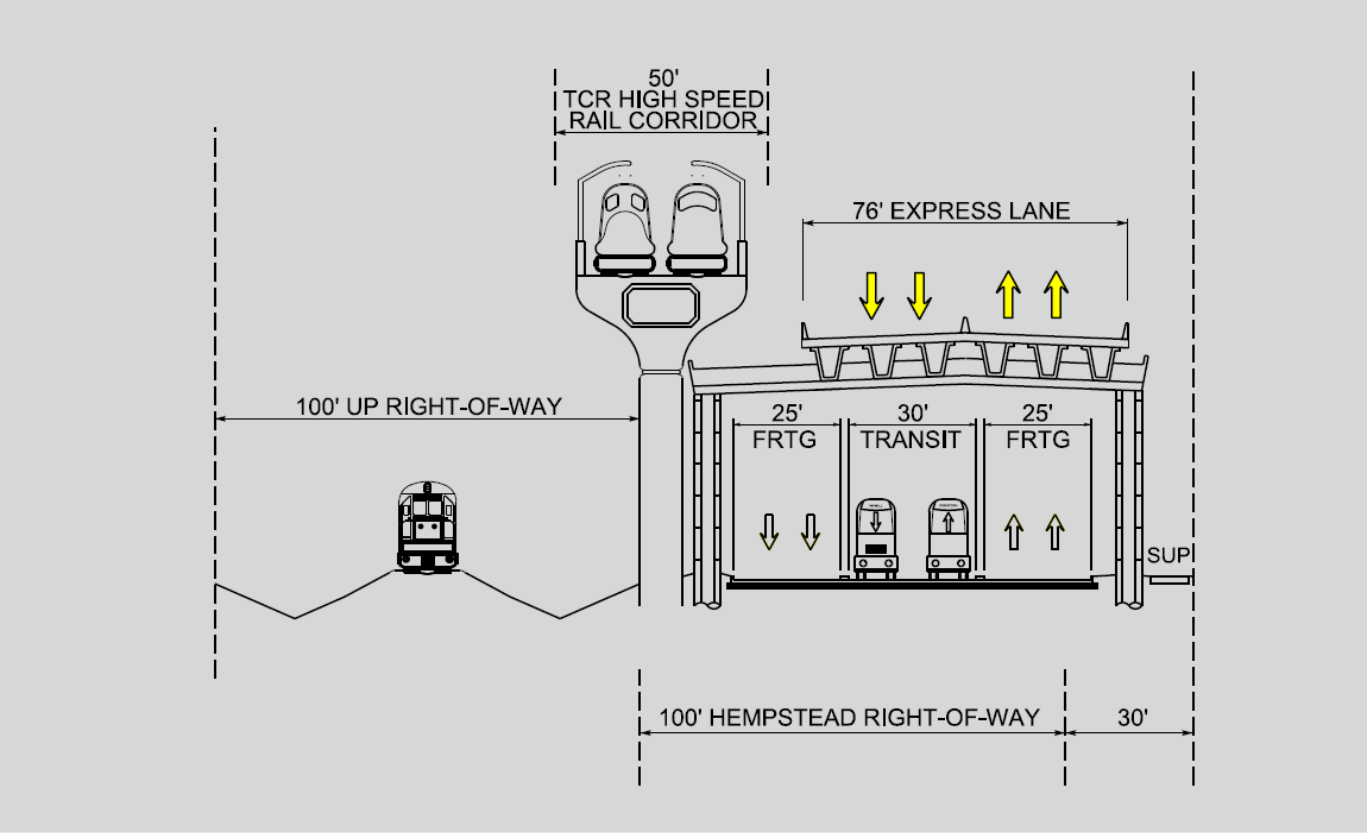 50'
TCR HIGH SPEED
RAIL CORRIDOR
76' EXPRESS LANE
100' UP RIGHT-OF-WAY
25'
FRTG
30'
TRANSIT
25'
FRTG
SUP
100' HEMPSTEAD RIGHT-OF-WAY
30'